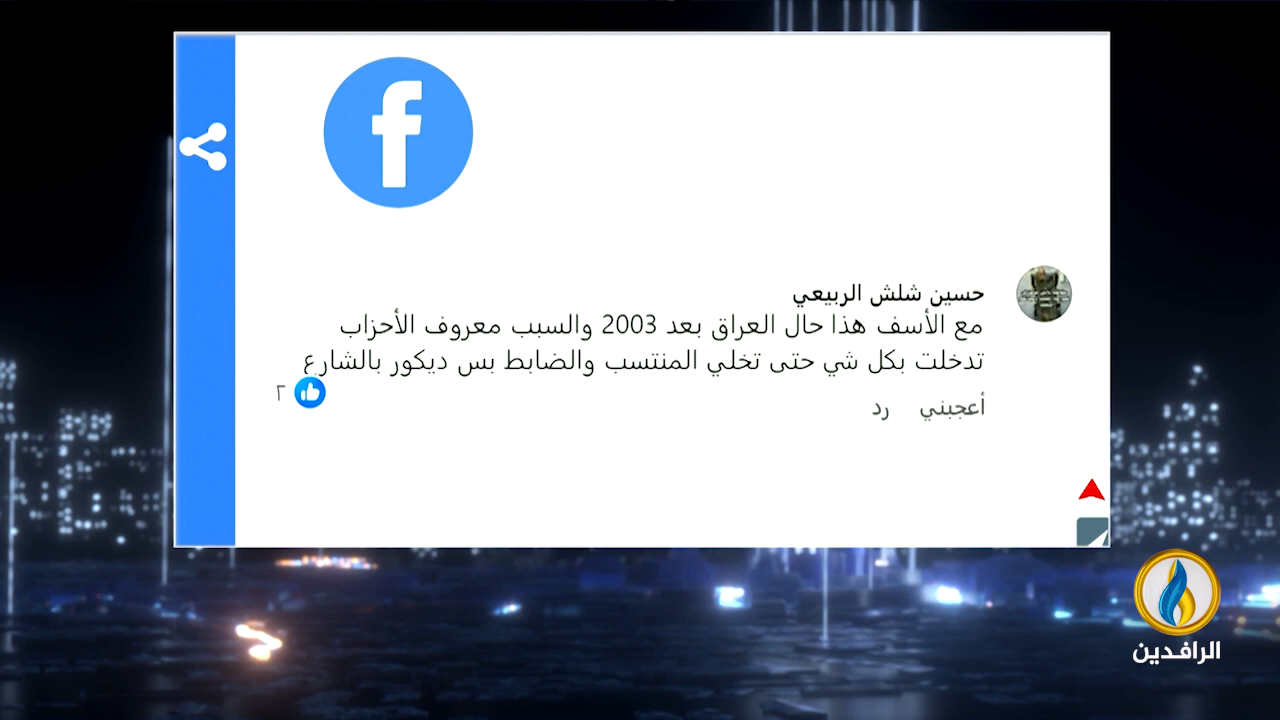 حسين شلش الربيعي
مع الأسف هذا حال العراق بعد 2003 والسبب معروف الأحزاب
تدخلت بكل شي حتى تخلي المنتسب والضابط بس ديكور بالشارع
٢
أعجبني رد
الرافدين